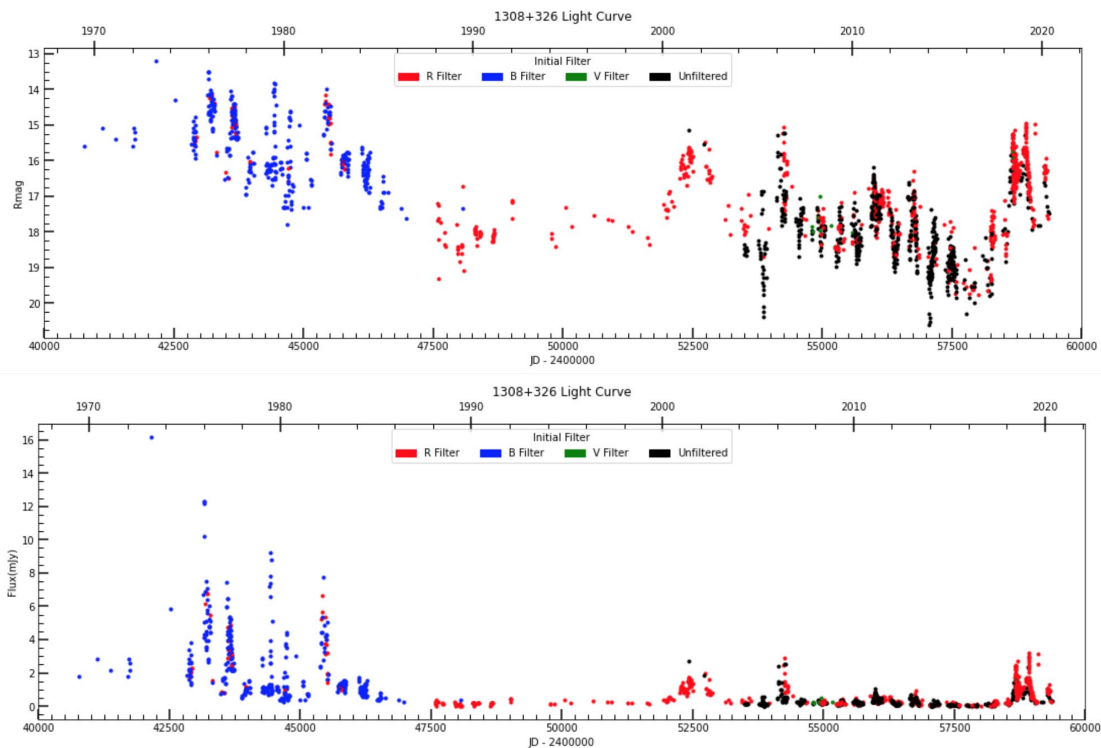 1308+326 Light Curve
1970 1980 1990 2000 2010 2020
Initial Filter
R Filter B Filter V Filter Unfiltered
13
14
15
16
17
18
19
20
Rmag
40000 42500 45000 47500 50000 52500 55000 57500 60000
JD - 2400000
1308+326 Light Curve
1970 1980 1990 2000 2010 2020
Initial Filter
R Filter B Filter V Filter Unfiltered
16
14
12
10
8
6
4
2
0
Flux(mJy)
40000 42500 45000 47500 50000 52500 55000 57500 60000
JD - 2400000